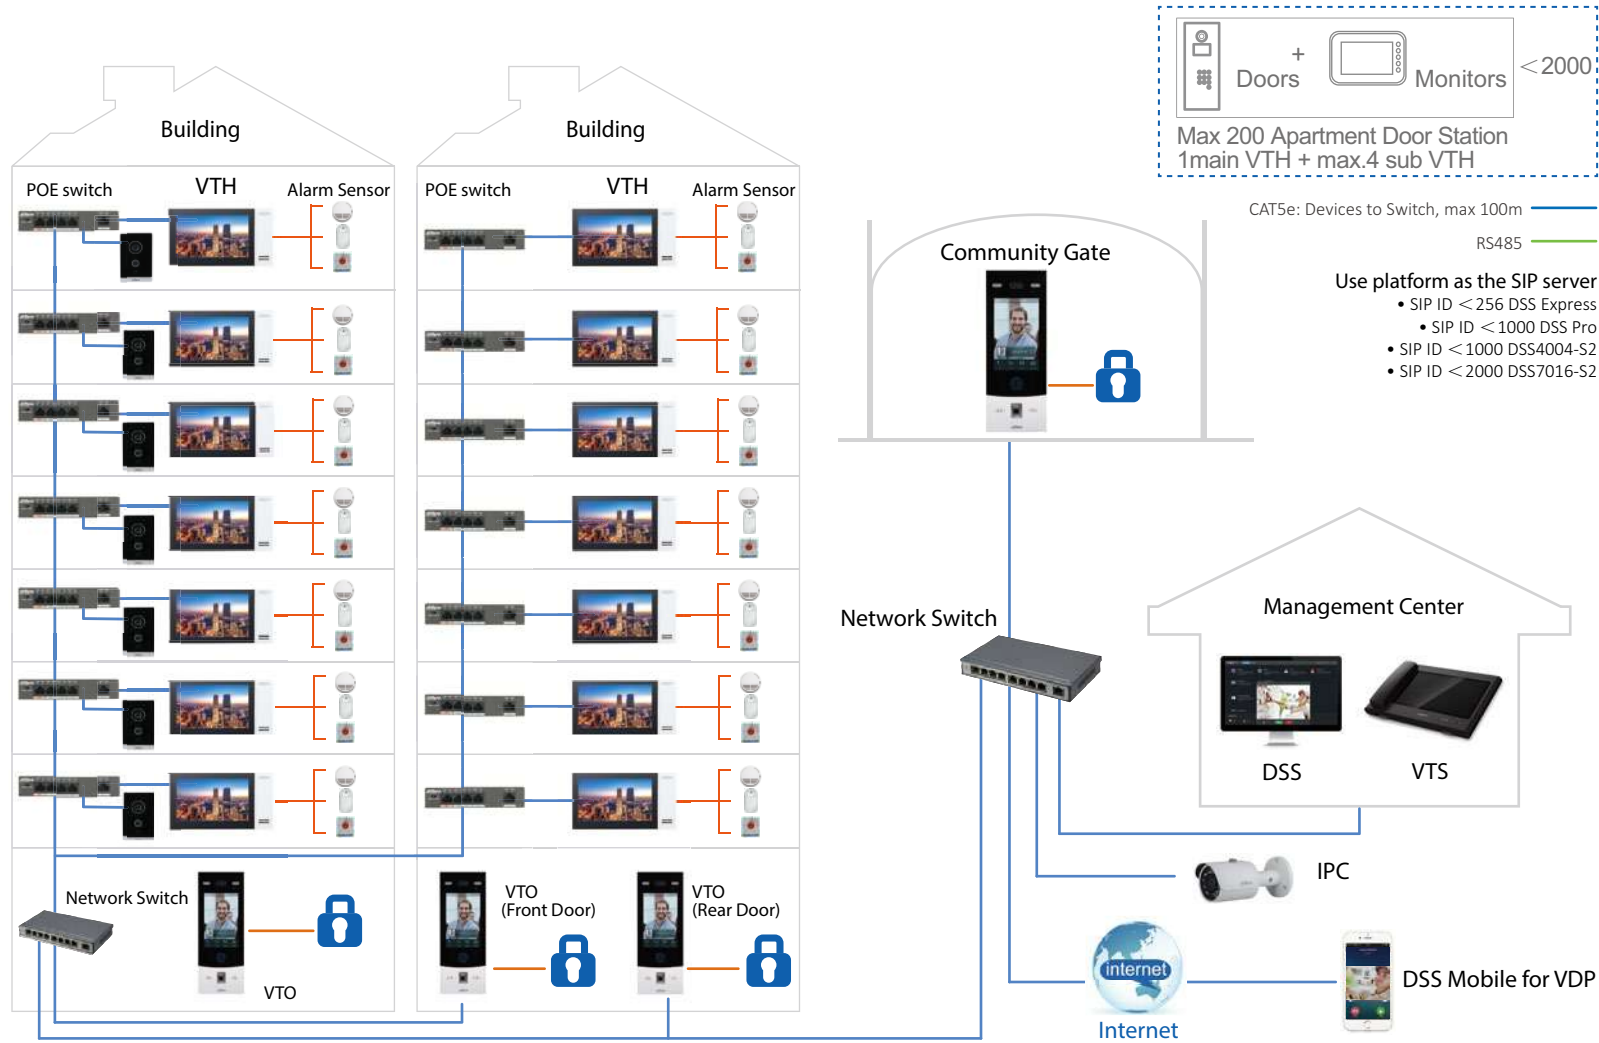 Doors
+
Monitors
<2000
Max 200 Apartment Door Station
1main VTH + max.4 sub VTH
Building
Building
POE switch
VTH
Alarm Sensor
POE switch
VTH
Alarm Sensor
CAT5e: Devices to Switch, max 100m
RS485
Use platform as the SIP server
• SIP ID <256 DSS Express
• SIP ID <1000 DSS Pro
• SIP ID <1000 DSS4004-S2
• SIP ID <2000 DSS7016-S2
Community Gate
Network Switch
Management Center
DSS
VTS
IPC
Network Switch
VTO
VTO
(Front Door)
VTO
(Rear Door)
internet
Internet
DSS Mobile for VDP